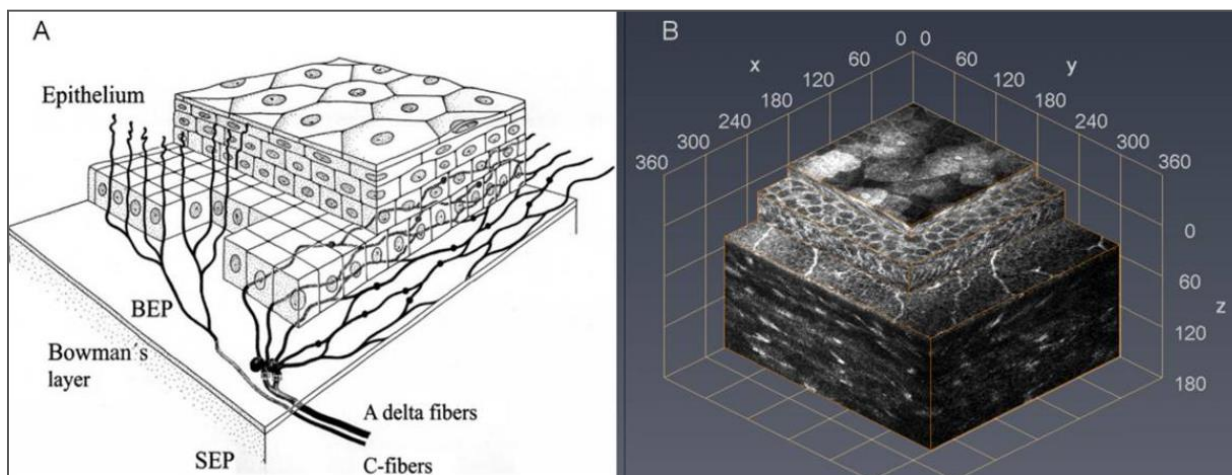 A
Epithelium
BEP
Bowman´s
layer
SEP
A delta fibers
C-fibers
B
0 0
x
60
60
y
120
120
180
180
240
240
300
300
360
360
0
60
z
120
180